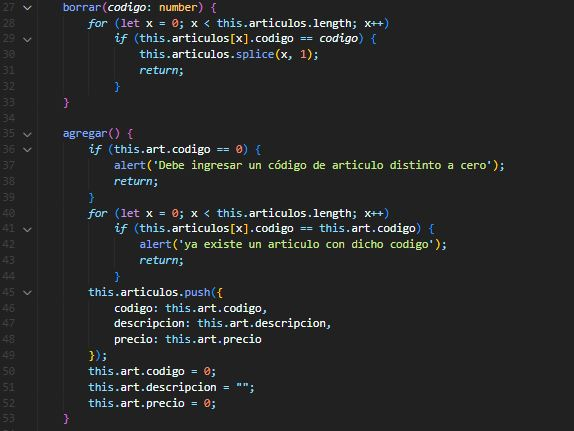 27 borrar(codigo: number) {
28 for (let x = 0; x < this.articulos.length; x++)
29 if (this.articulos[x].codigo == codigo) {
30 this.articulos.splice(x, 1);
31 return;
32 }
33 }
34
35 agregar() {
36 if (this.art.codigo == 0) {
37 alert('Debe ingresar un código de articulo distinto a cero');
38 return;
39 }
40 for (let x = 0; x < this.articulos.length; x++)
41 if (this.articulos[x].codigo == this.art.codigo) {
42 alert('ya existe un articulo con dicho codigo');
43 return;
44 }
45 this.articulos.push({
46 codigo: this.art.codigo,
47 descripcion: this.art.descripcion,
48 precio: this.art.precio
49 });
50 this.art.codigo = 0;
51 this.art.descripcion = "";
52 this.art.precio = 0;
53 }